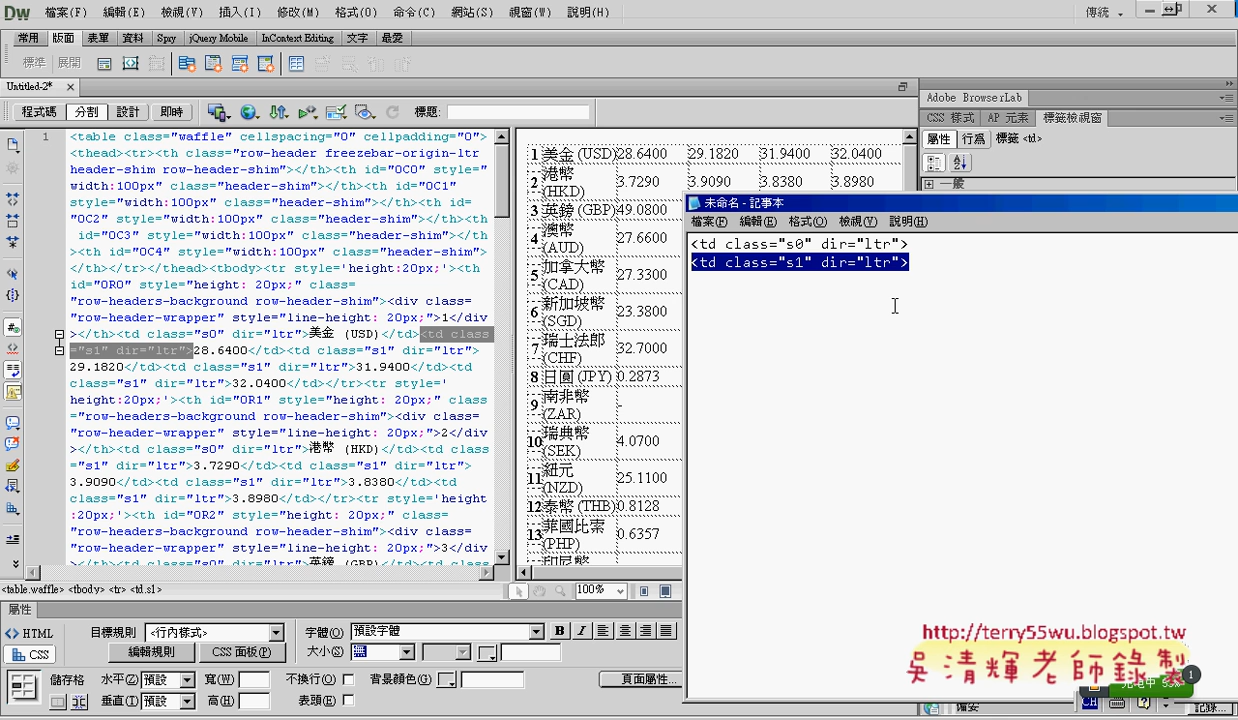 Dw 檔案(F) 編輯(E) 檢視(V) 插入(I) 修改(M) 格式(O) 命令(C) 網站(S) 視窗(W) 說明(H) 傳統
常用 版面 表單 資料 Spry jQuery Mobile InContext Editing 文字 最愛
標準 展開
Untitled-2*
程式碼 分割 設計 即時 標題:
1
<table class="waffle" cellspacing="0" cellpadding="0">
<thead><tr><th class="row-header freezebar-origin-ltr
header-shim row-header-shim"></th><th id="0C0" style="
width:100px" class="header-shim"></th><th id="0C1"
style="width:100px" class="header-shim"></th><th id=
"0C2" style="width:100px" class="header-shim"></th><th
id="0C3" style="width:100px" class="header-shim"></th
><th id="0C4" style="width:100px" class="header-shim"
></th></tr></thead><tbody><tr style='height:20px;'><th
id="0R0" style="height: 20px;" class=
"row-headers-background row-header-shim"><div class=
"row-header-wrapper" style="line-height: 20px;">1</div
></th><td class="s0" dir="ltr">美金 (USD)</td><td class
="s1" dir="ltr">28.6400</td><td class="s1" dir="ltr">
29.1820</td><td class="s1" dir="ltr">31.9400</td><td
class="s1" dir="ltr">32.0400</td></tr><tr style='
height:20px;'><th id="0R1" style="height: 20px;" class
="row-headers-background row-header-shim"><div class=
"row-header-wrapper" style="line-height: 20px;">2</div
></th><td class="s0" dir="ltr">港幣 (HKD)</td><td class
="s1" dir="ltr">3.7290</td><td class="s1" dir="ltr">
3.9090</td><td class="s1" dir="ltr">3.8380</td><td
class="s1" dir="ltr">3.8980</td></tr><tr style='height
:20px;'><th id="0R2" style="height: 20px;" class=
"row-headers-background row-header-shim"><div class=
"row-header-wrapper" style="line-height: 20px;">3</div
></th><td class="s0" dir="ltr">英鎊 (GBP)</td><td class
1 美金 (USD) 28.6400 29.1820 31.9400 32.0400
2 港幣 (HKD) 3.7290 3.9090 3.8380 3.8980
3 英鎊 (GBP) 49.0800
4 澳幣 (AUD) 27.6600
5 加拿大幣 (CAD) 27.3300
6 新加坡幣 (SGD) 23.3800
7 瑞士法郎 (CHF) 32.7000
8 日圓 (JPY) 0.2873
9 南非幣 (ZAR) -
10 瑞典幣 (SEK) 4.0700
11 紐元 (NZD) 25.1100
12 泰幣 (THB) 0.8128
13 菲國比索 (PHP) 0.6357
印尼幣
Adobe BrowserLab
CSS 樣式 AP 元素 標籤檢視窗
屬性 行為 標籤 <td>
一般
未命名 - 記事本
檔案(F) 編輯(E) 格式(O) 檢視(V) 說明(H)
<td class="s0" dir="ltr">
<td class="s1" dir="ltr">
<table.waffle> <tbody> <tr> <td.s1>
100%
屬性
<> HTML 目標規則 <行內樣式> 字體(O) 預設字體 B I
CSS 編輯規則 CSS 面板(P) 大小(S) 無
儲存格 水平(Z) 預設 寬(W) 不換行(O) 背景顏色(G) 頁面屬性...
垂直(T) 預設 高(H) 表頭(E)
http://terry55wu.blogspot.tw
吳清輝老師錄製
1
CH
備妥
記錄...